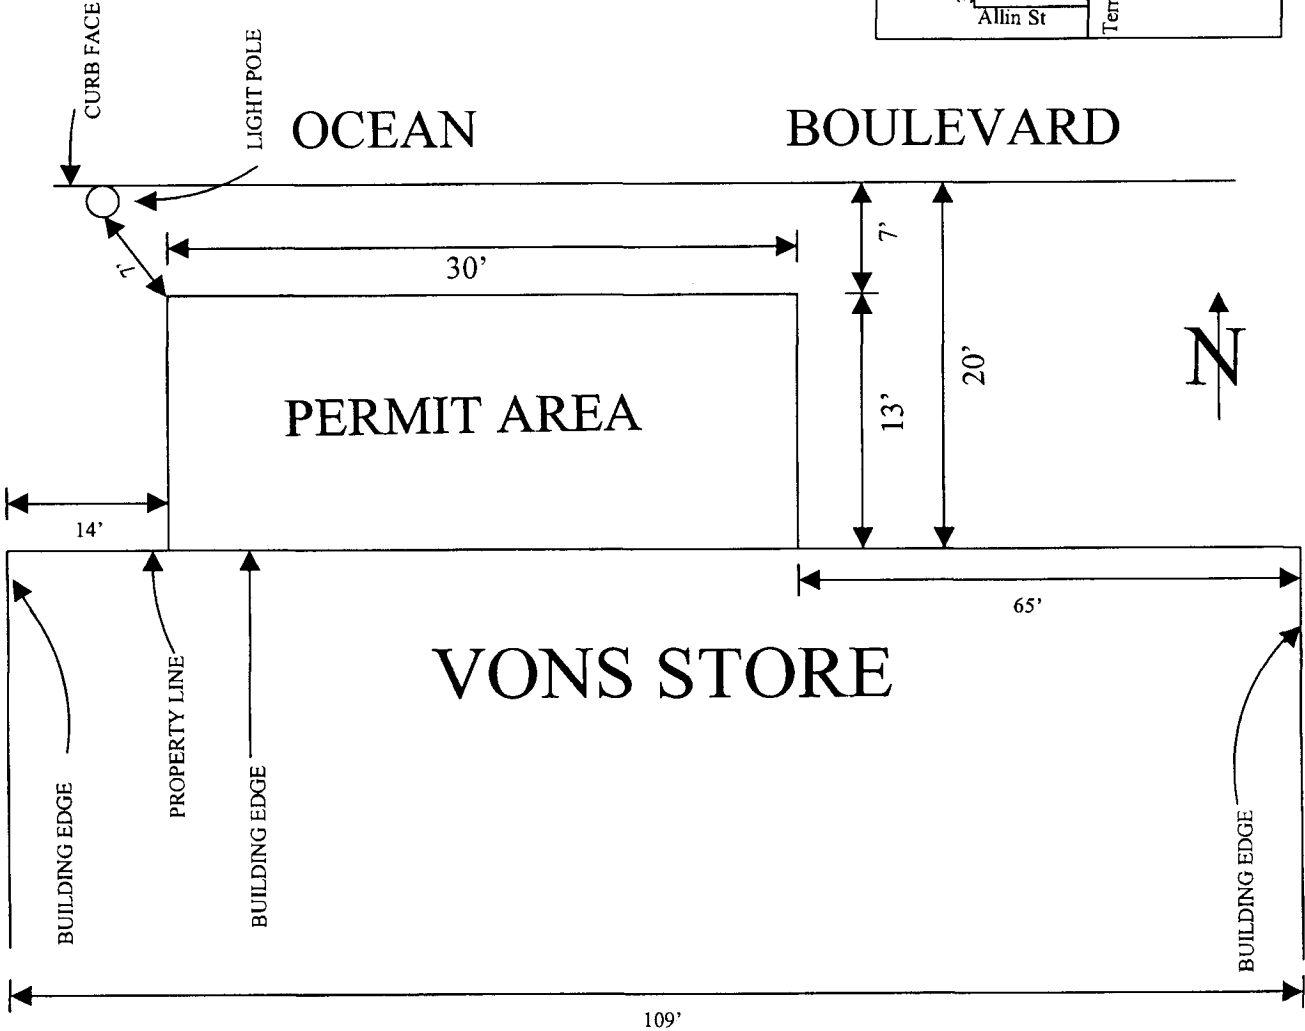 Allin St
CURB FACE
LIGHT POLE
OCEAN BOULEVARD
7'
30'
7'
PERMIT AREA
13'
20'
N
14'
65'
VONS STORE
BUILDING EDGE
PROPERTY LINE
BUILDING EDGE
BUILDING EDGE
109'